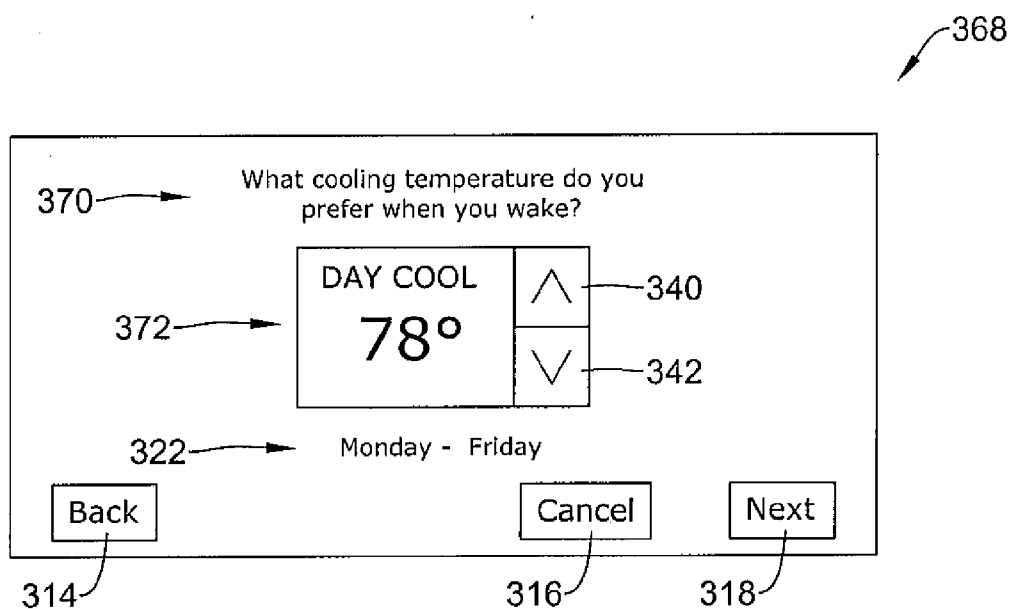 368
What cooling temperature do you
370
prefer when you wake?
DAY COOL
340
372
78°
342
322
Monday - Friday
Back
Cancel
Next
314
316
318